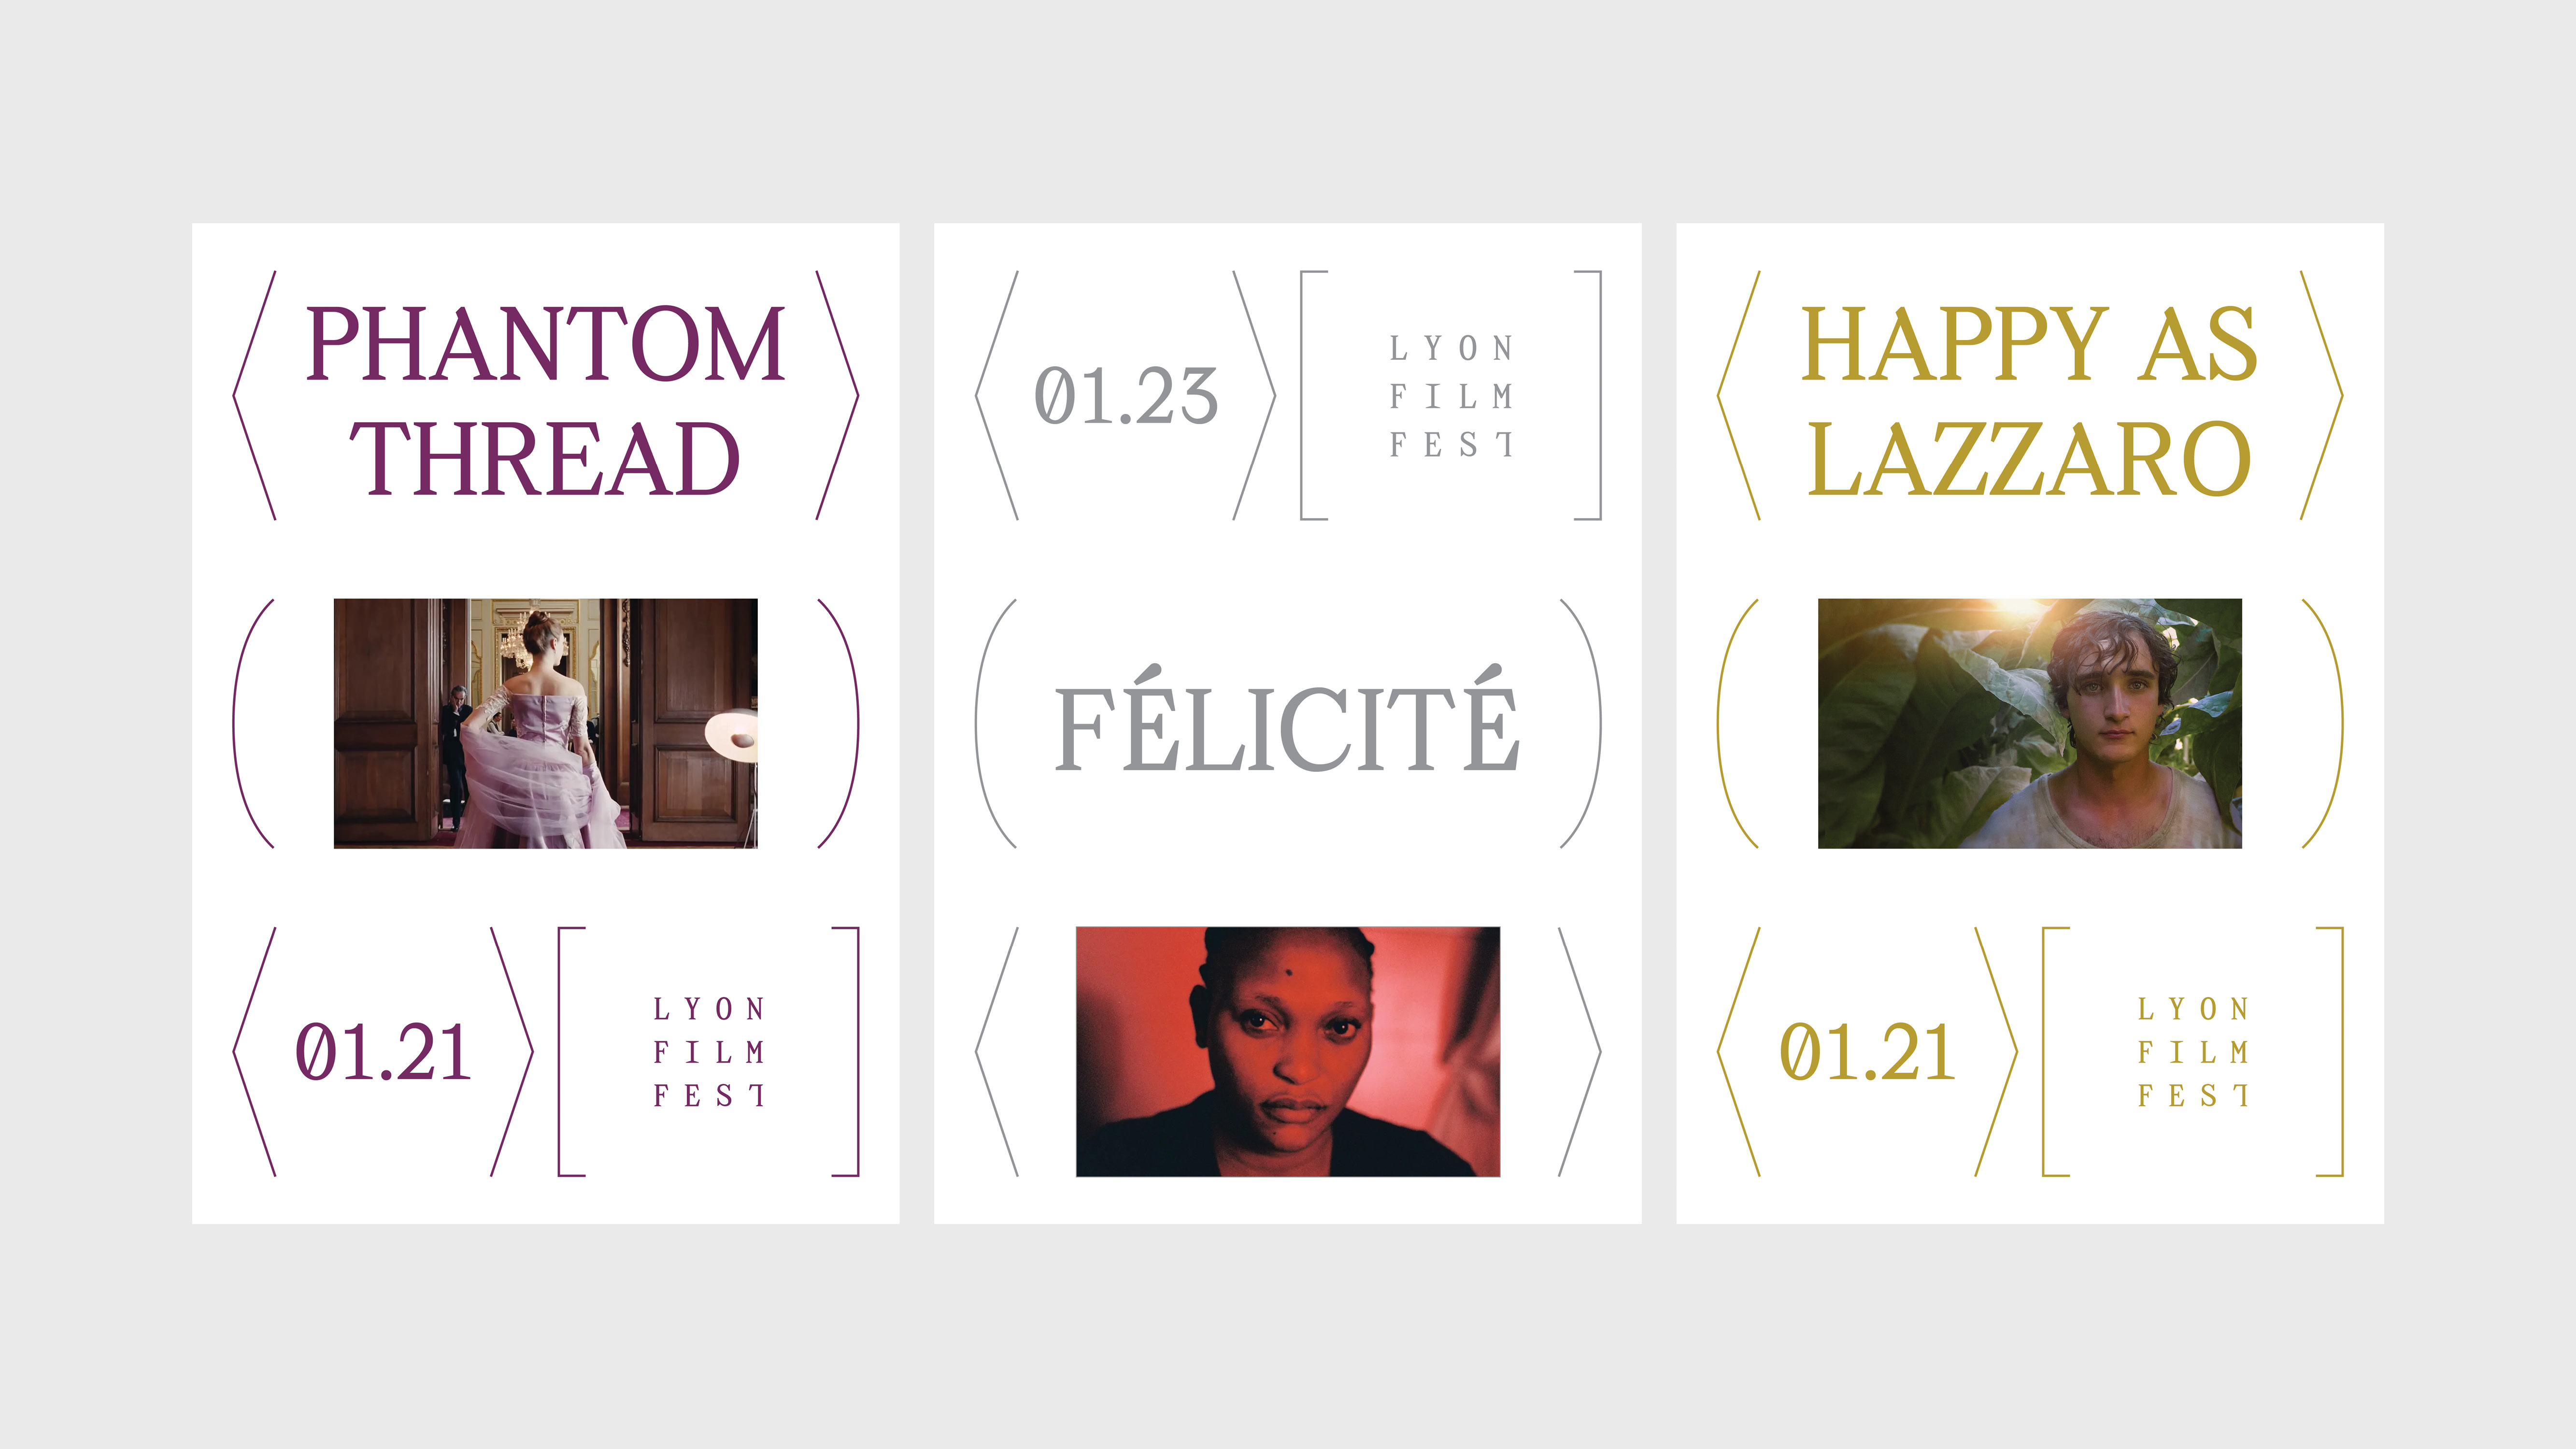 PHANTOM
THREAD
01.21
LYON
FILM
FEST
01.23
LYON
FILM
FEST
FÉLICITÉ
HAPPY AS
LAZZARO
01.21
LYON
FILM
FEST